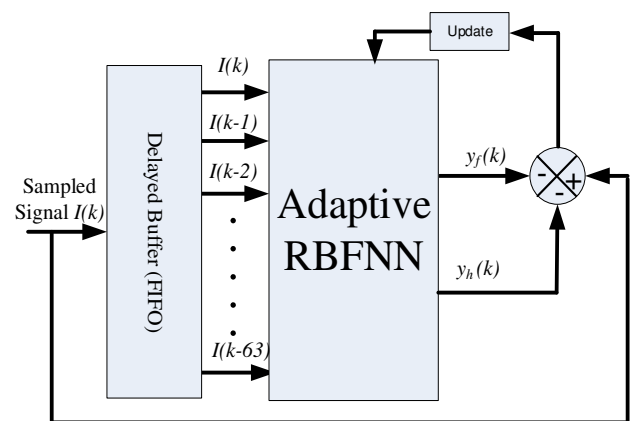 Update
I(k)
I(k-1)
I(k-2)
Sampled
Signal I(k)
Delayed Buffer (FIFO)
Adaptive
RBFNN
y_f(k)
- +
-
y_h(k)
I(k-63)